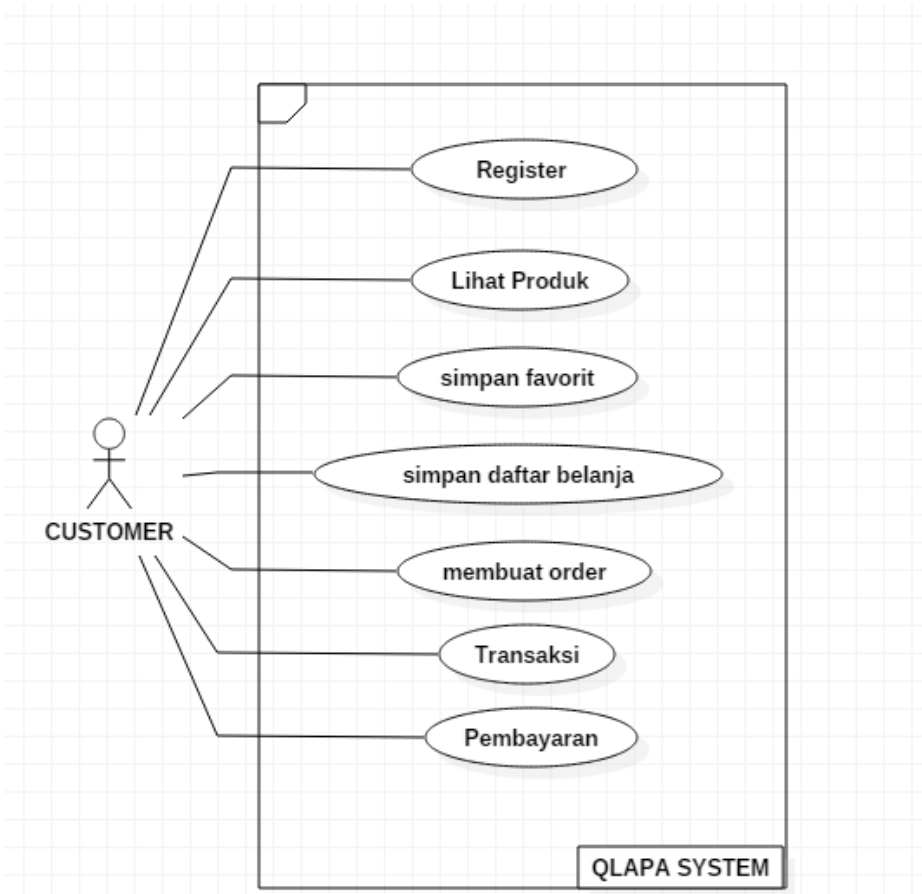 Register
Lihat Produk
simpan favorit
simpan daftar belanja
CUSTOMER
membuat order
Transaksi
Pembayaran
QLAPA SYSTEM